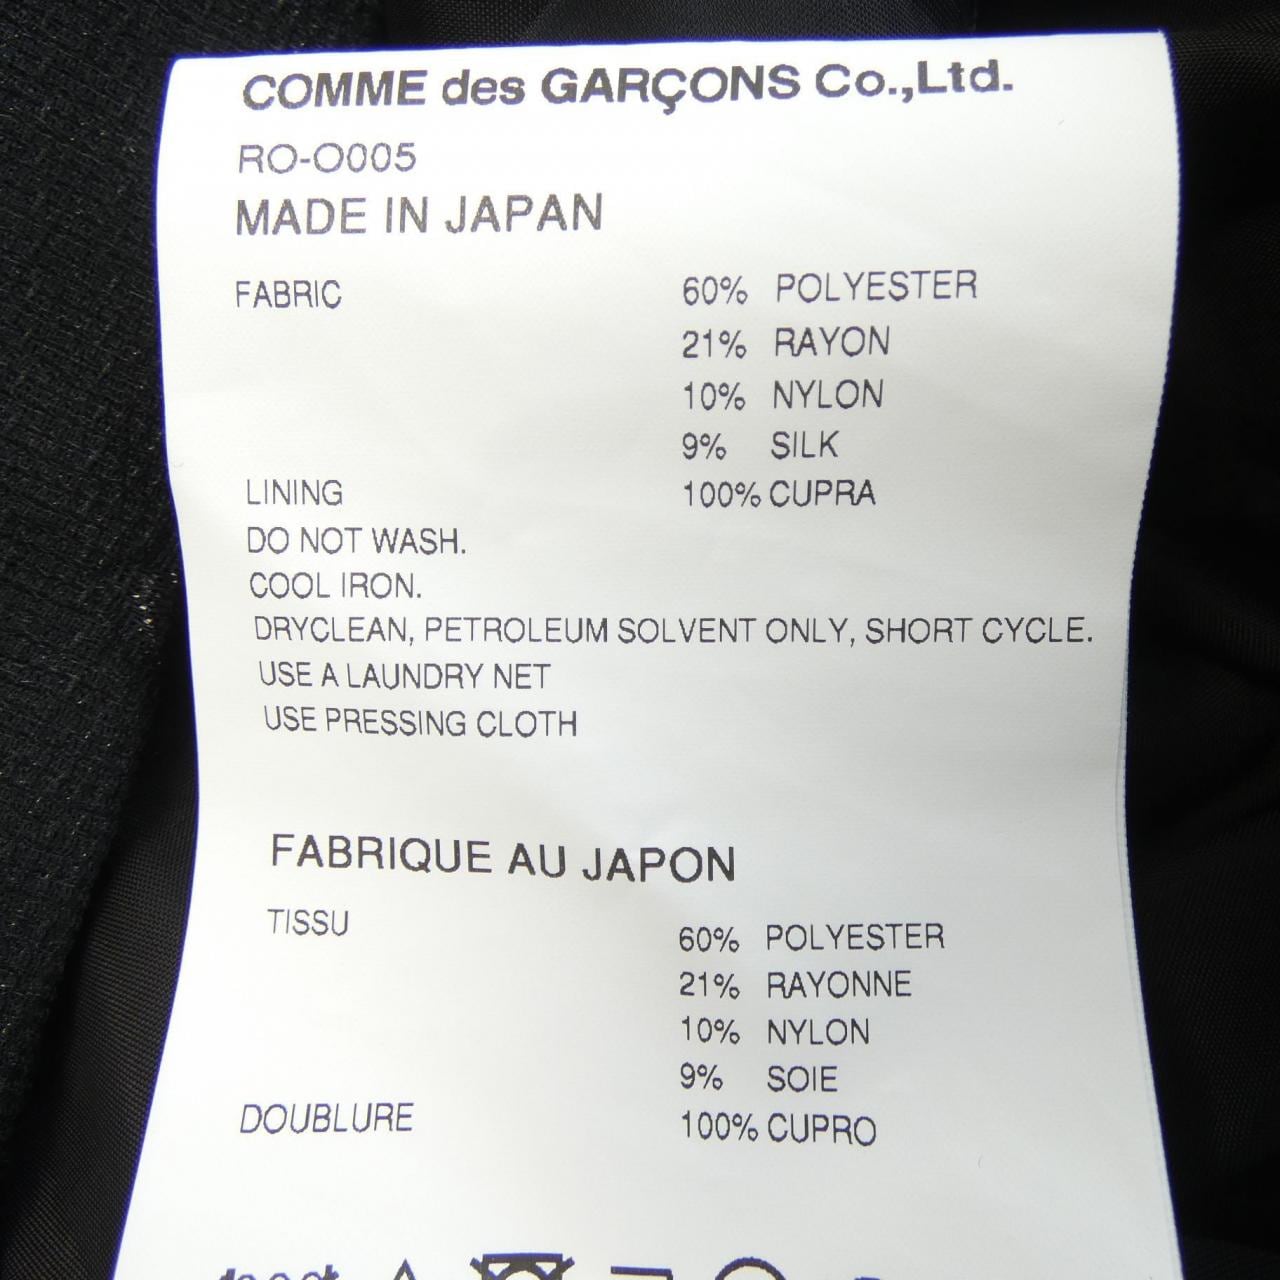 COMME des GARÇONS Co.,Ltd.
RO-O005
MADE IN JAPAN
FABRIC 60% POLYESTER
21% RAYON
10% NYLON
9% SILK
LINING 100% CUPRA
DO NOT WASH.
COOL IRON.
DRYCLEAN, PETROLEUM SOLVENT ONLY, SHORT CYCLE.
USE A LAUNDRY NET
USE PRESSING CLOTH
FABRIQUE AU JAPON
TISSU 60% POLYESTER
21% RAYONNE
10% NYLON
9% SOIE
DOUBLURE 100% CUPRO